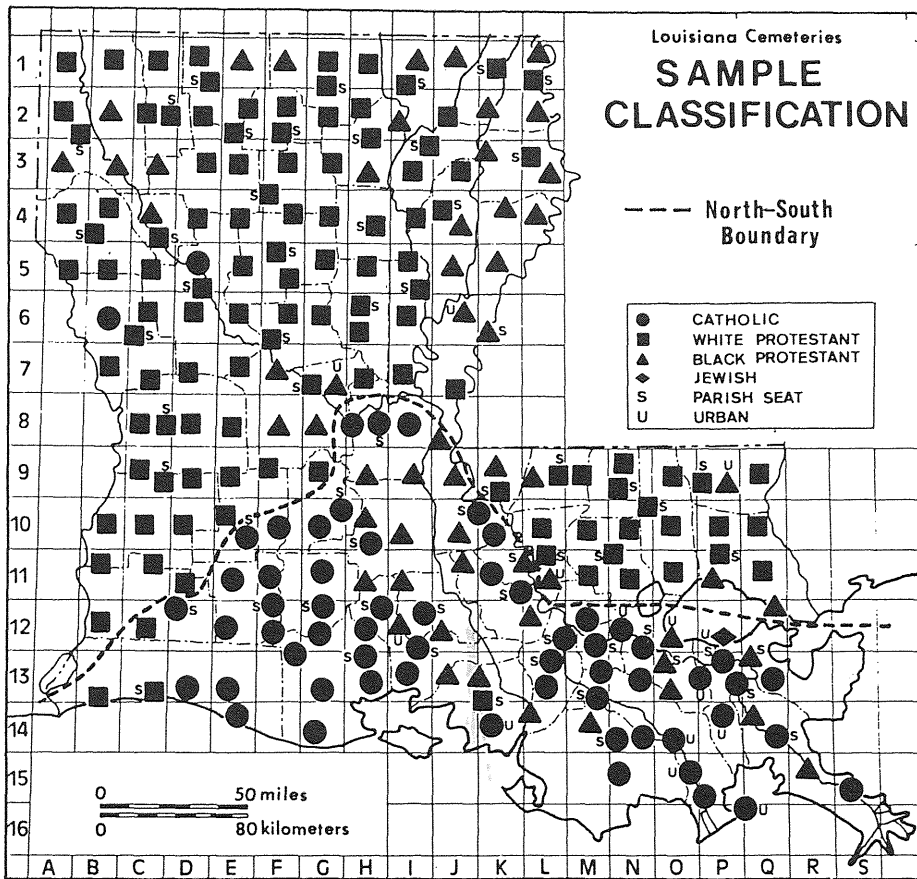 Louisiana Cemeteries
SAMPLE
CLASSIFICATION
North-South
Boundary
CATHOLIC
WHITE PROTESTANT
BLACK PROTESTANT
JEWISH
S PARISH SEAT
U URBAN
1
2
3
4
5
6
7
8
9
10
11
12
13
14
15
16
0 50 miles
0 80 kilometers
A B C D E F G H I J K L M N O P Q R S